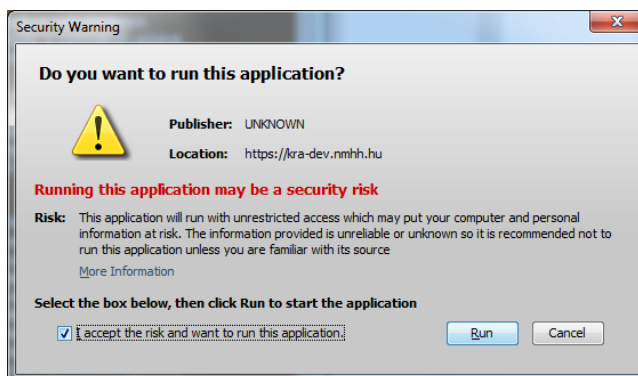 Security Warning
Do you want to run this application?
Publisher: UNKNOWN
Location: https://kra-dev.nmhh.hu
Running this application may be a security risk
Risk: This application will run with unrestricted access which may put your computer and personal
information at risk. The information provided is unreliable or unknown so it is recommended not to
run this application unless you are familiar with its source
More Information
Select the box below, then click Run to start the application
I accept the risk and want to run this application.
Run Cancel